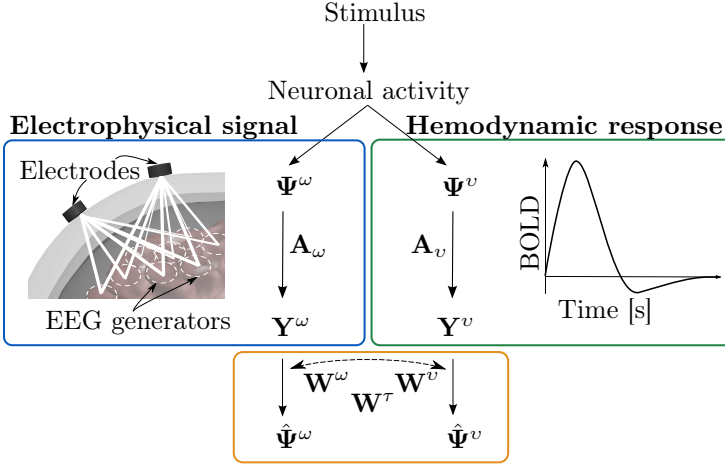 Stimulus
Neuronal activity
Electrophysical signal
Hemodynamic response
Electrodes
EEG generators
𝚿^ω
A_ω
Y^ω
𝚿^υ
A_υ
Y^υ
BOLD
Time [s]
W^ω
W^υ
W^τ
𝚿̂^ω
𝚿̂^υ